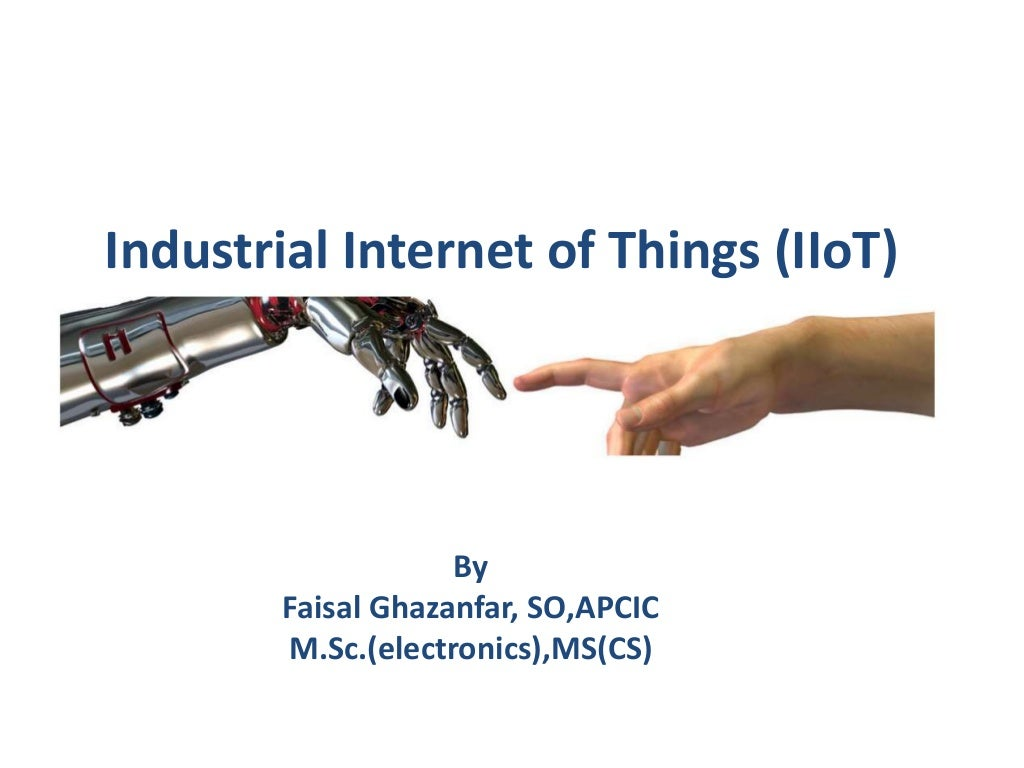 Industrial Internet of Things (IIoT)
By
Faisal Ghazanfar, SO,APCIC
M.Sc.(electronics),MS(CS)